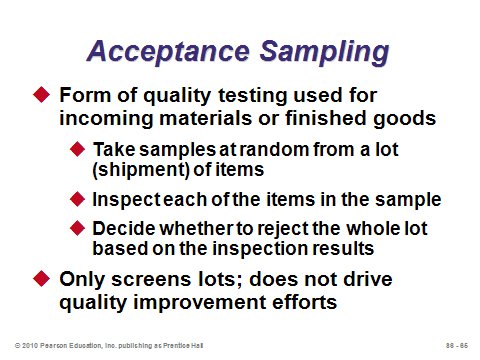 Acceptance Sampling
Form of quality testing used for
incoming materials or finished goods
Take samples at random from a lot
(shipment) of items
Inspect each of the items in the sample
Decide whether to reject the whole lot
based on the inspection results
Only screens lots; does not drive
quality improvement efforts
© 2010 Pearson Education, Inc. publishing as Prentice Hall
S6 - 65